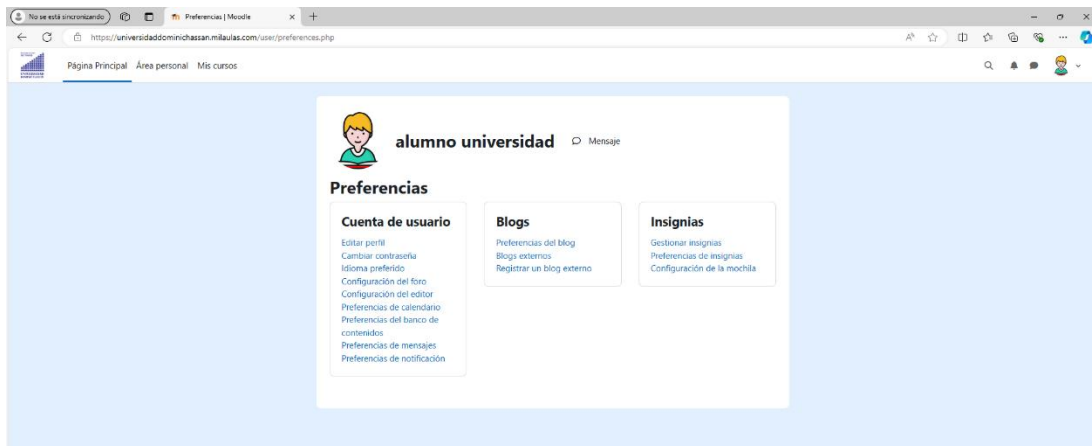 No se está sincronizando
Preferencias | Moodle
https://universidaddominichassan.milaulas.com/user/preferences.php
Página Principal Área personal Mis cursos
alumno universidad Mensaje
Preferencias
Cuenta de usuario
Editar perfil
Cambiar contraseña
Idioma preferido
Configuración del foro
Configuración del editor
Preferencias de calendario
Preferencias del banco de
contenidos
Preferencias de mensajes
Preferencias de notificación
Blogs
Preferencias del blog
Blogs externos
Registrar un blog externo
Insignias
Gestionar insignias
Preferencias de insignias
Configuración de la mochila